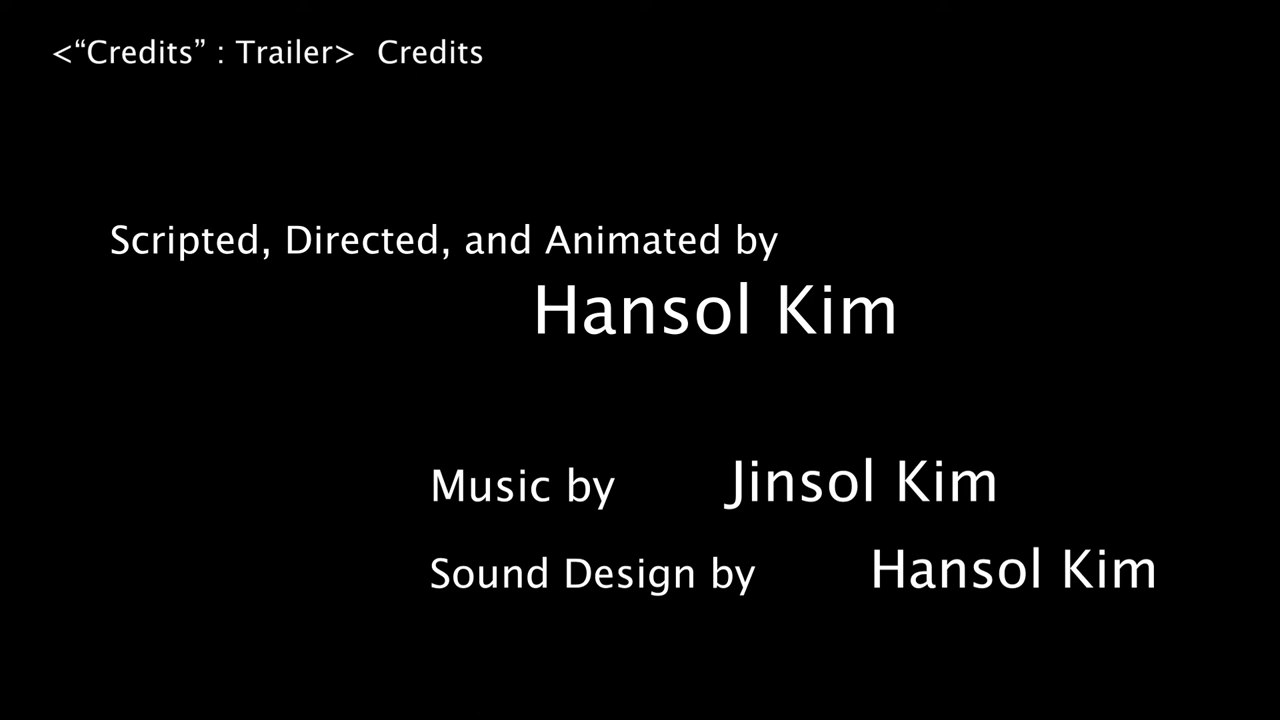 <“Credits” : Trailer> Credits
Scripted, Directed, and Animated by
Hansol Kim
Music by Jinsol Kim
Sound Design by Hansol Kim